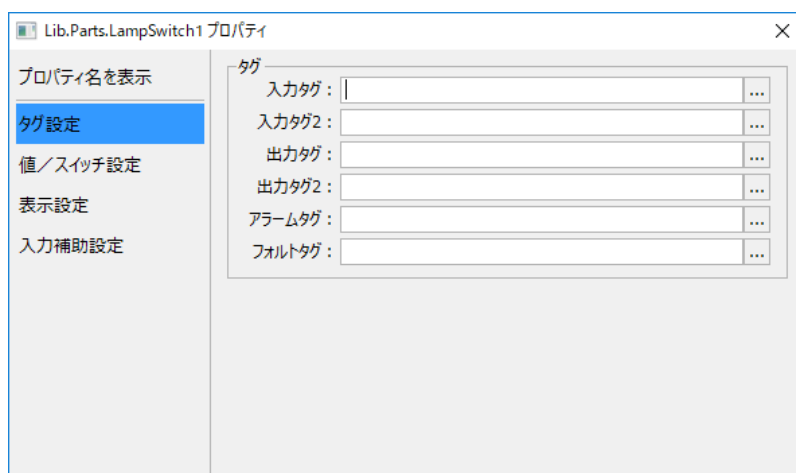 Lib.Parts.LampSwitch1 プロパティ
プロパティ名を表示
タグ設定
値／スイッチ設定
表示設定
入力補助設定
タグ
入力タグ：
...
入力タグ2：
...
出力タグ：
...
出力タグ2：
...
アラームタグ：
...
フォルトタグ：
...